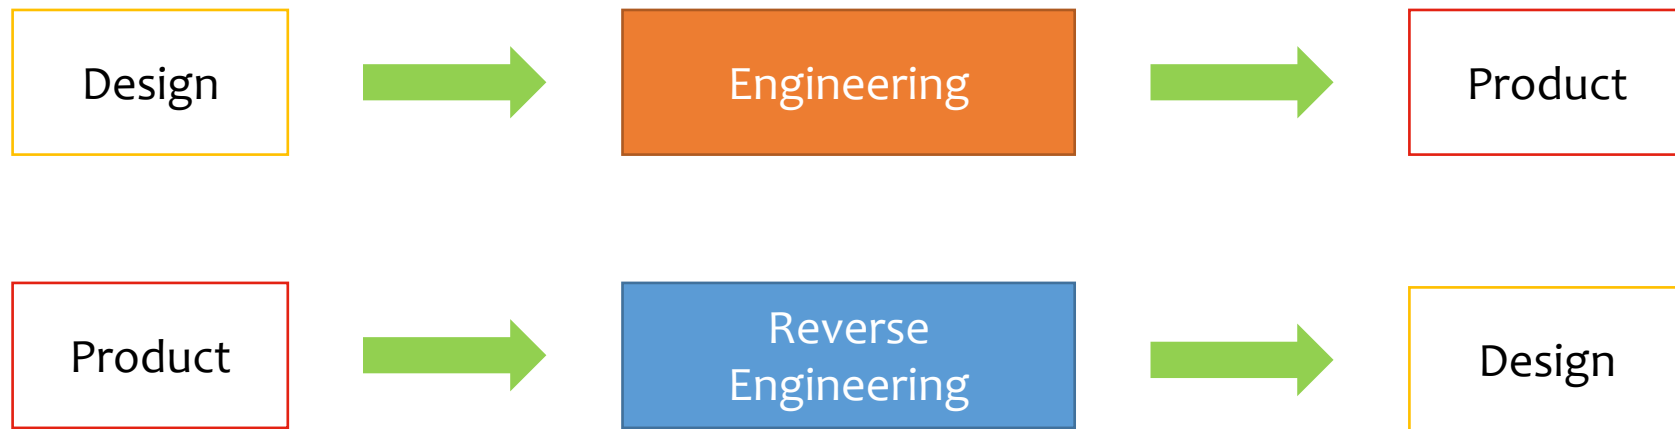 Design
Engineering
Product
Product
Reverse
Engineering
Design